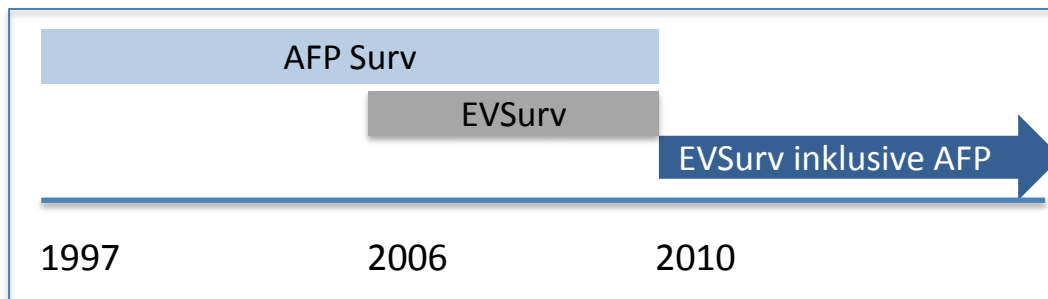 AFP Surv
EVSurv
EVSurv inklusive AFP
1997 2006 2010